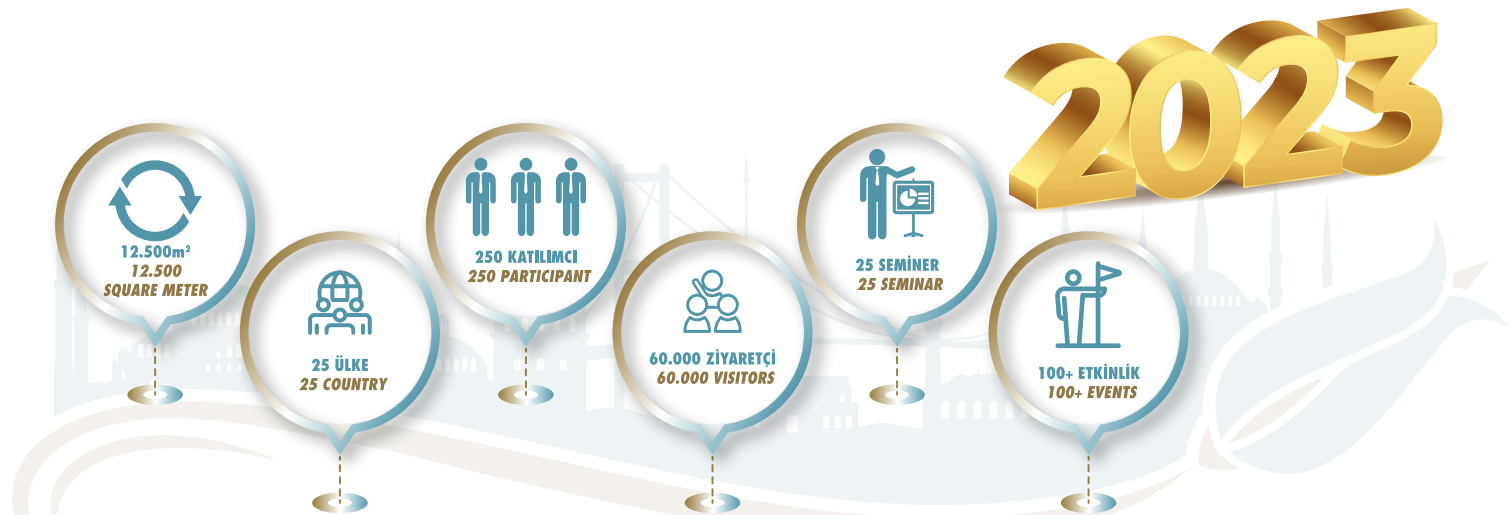 2023
12.500m²
12.500
SQUARE METER
25 ÜLKE
25 COUNTRY
250 KATILIMCI
250 PARTICIPANT
60.000 ZİYARETÇİ
60.000 VISITORS
25 SEMİNER
25 SEMINAR
100+ ETKİNLİK
100+ EVENTS